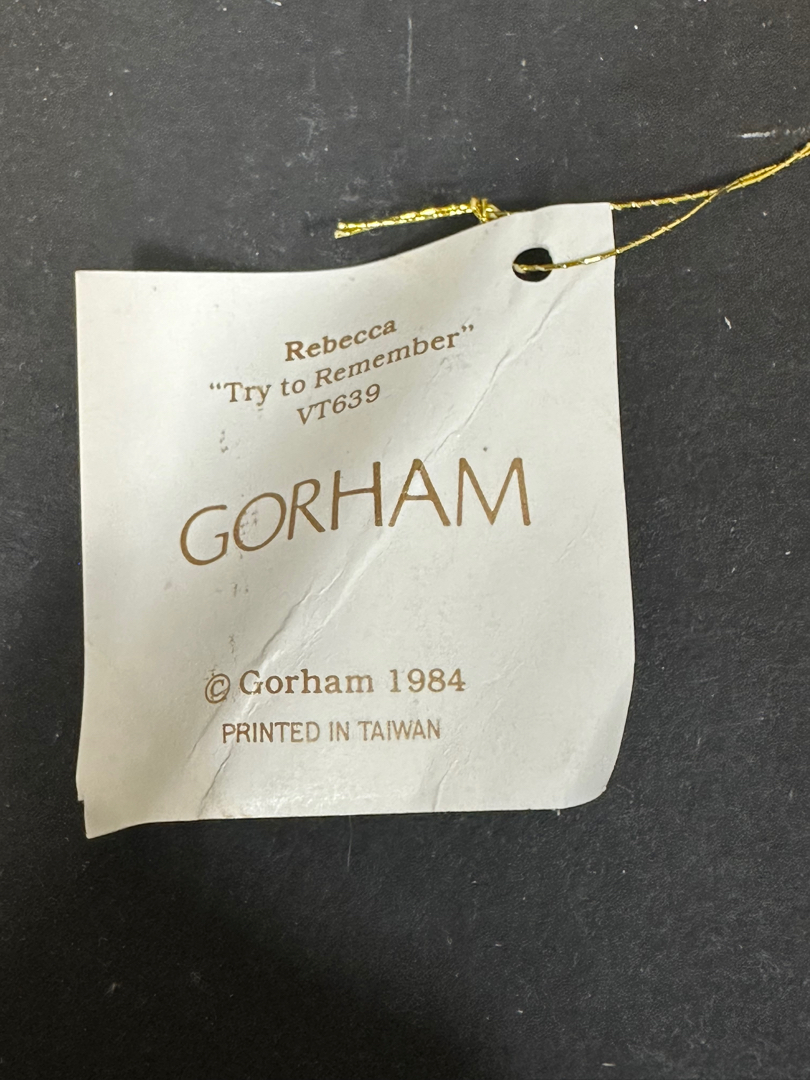 Rebecca
“Try to Remember”
VT639
GORHAM
© Gorham 1984
PRINTED IN TAIWAN